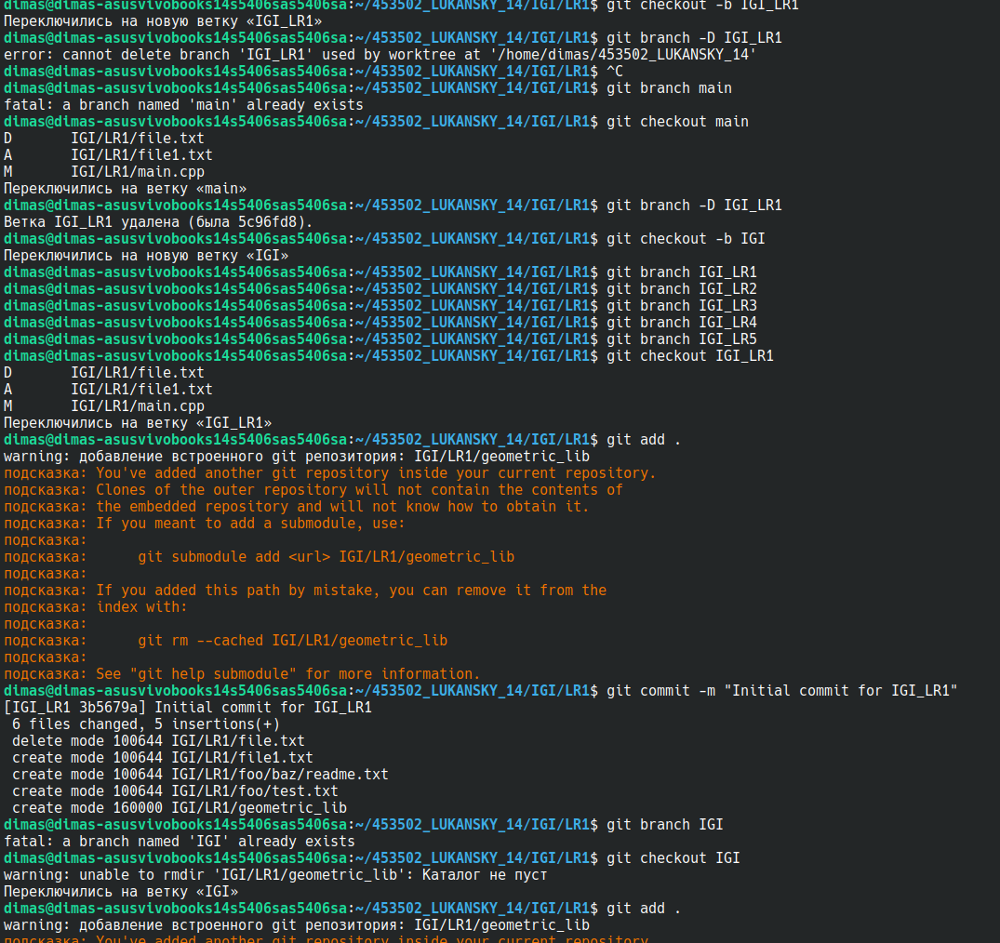 dimas@dimas-asusvivobooks14s5406sas5406sa:~/453502_LUKANSKY_14/IGI/LR1$ git checkout -b IGI_LR1
Переключились на новую ветку «IGI_LR1»
dimas@dimas-asusvivobooks14s5406sas5406sa:~/453502_LUKANSKY_14/IGI/LR1$ git branch -D IGI_LR1
error: cannot delete branch 'IGI_LR1' used by worktree at '/home/dimas/453502_LUKANSKY_14'
dimas@dimas-asusvivobooks14s5406sas5406sa:~/453502_LUKANSKY_14/IGI/LR1$ ^C
dimas@dimas-asusvivobooks14s5406sas5406sa:~/453502_LUKANSKY_14/IGI/LR1$ git branch main
fatal: a branch named 'main' already exists
dimas@dimas-asusvivobooks14s5406sas5406sa:~/453502_LUKANSKY_14/IGI/LR1$ git checkout main
D       IGI/LR1/file.txt
A       IGI/LR1/file1.txt
M       IGI/LR1/main.cpp
Переключились на ветку «main»
dimas@dimas-asusvivobooks14s5406sas5406sa:~/453502_LUKANSKY_14/IGI/LR1$ git branch -D IGI_LR1
Ветка IGI_LR1 удалена (была 5c96fd8).
dimas@dimas-asusvivobooks14s5406sas5406sa:~/453502_LUKANSKY_14/IGI/LR1$ git checkout -b IGI
Переключились на новую ветку «IGI»
dimas@dimas-asusvivobooks14s5406sas5406sa:~/453502_LUKANSKY_14/IGI/LR1$ git branch IGI_LR1
dimas@dimas-asusvivobooks14s5406sas5406sa:~/453502_LUKANSKY_14/IGI/LR1$ git branch IGI_LR2
dimas@dimas-asusvivobooks14s5406sas5406sa:~/453502_LUKANSKY_14/IGI/LR1$ git branch IGI_LR3
dimas@dimas-asusvivobooks14s5406sas5406sa:~/453502_LUKANSKY_14/IGI/LR1$ git branch IGI_LR4
dimas@dimas-asusvivobooks14s5406sas5406sa:~/453502_LUKANSKY_14/IGI/LR1$ git branch IGI_LR5
dimas@dimas-asusvivobooks14s5406sas5406sa:~/453502_LUKANSKY_14/IGI/LR1$ git checkout IGI_LR1
D       IGI/LR1/file.txt
A       IGI/LR1/file1.txt
M       IGI/LR1/main.cpp
Переключились на ветку «IGI_LR1»
dimas@dimas-asusvivobooks14s5406sas5406sa:~/453502_LUKANSKY_14/IGI/LR1$ git add .
warning: добавление встроенного git репозитория: IGI/LR1/geometric_lib
подсказка: You've added another git repository inside your current repository.
подсказка: Clones of the outer repository will not contain the contents of
подсказка: the embedded repository and will not know how to obtain it.
подсказка: If you meant to add a submodule, use:
подсказка:
подсказка:      git submodule add <url> IGI/LR1/geometric_lib
подсказка:
подсказка: If you added this path by mistake, you can remove it from the
подсказка: index with:
подсказка:
подсказка:      git rm --cached IGI/LR1/geometric_lib
подсказка:
подсказка: See "git help submodule" for more information.
dimas@dimas-asusvivobooks14s5406sas5406sa:~/453502_LUKANSKY_14/IGI/LR1$ git commit -m "Initial commit for IGI_LR1"
[IGI_LR1 3b5679a] Initial commit for IGI_LR1
 6 files changed, 5 insertions(+)
 delete mode 100644 IGI/LR1/file.txt
 create mode 100644 IGI/LR1/file1.txt
 create mode 100644 IGI/LR1/foo/baz/readme.txt
 create mode 100644 IGI/LR1/foo/test.txt
 create mode 160000 IGI/LR1/geometric_lib
dimas@dimas-asusvivobooks14s5406sas5406sa:~/453502_LUKANSKY_14/IGI/LR1$ git branch IGI
fatal: a branch named 'IGI' already exists
dimas@dimas-asusvivobooks14s5406sas5406sa:~/453502_LUKANSKY_14/IGI/LR1$ git checkout IGI
warning: unable to rmdir 'IGI/LR1/geometric_lib': Каталог не пуст
Переключились на ветку «IGI»
dimas@dimas-asusvivobooks14s5406sas5406sa:~/453502_LUKANSKY_14/IGI/LR1$ git add .
warning: добавление встроенного git репозитория: IGI/LR1/geometric_lib
подсказка: You've added another git repository inside your current repository.